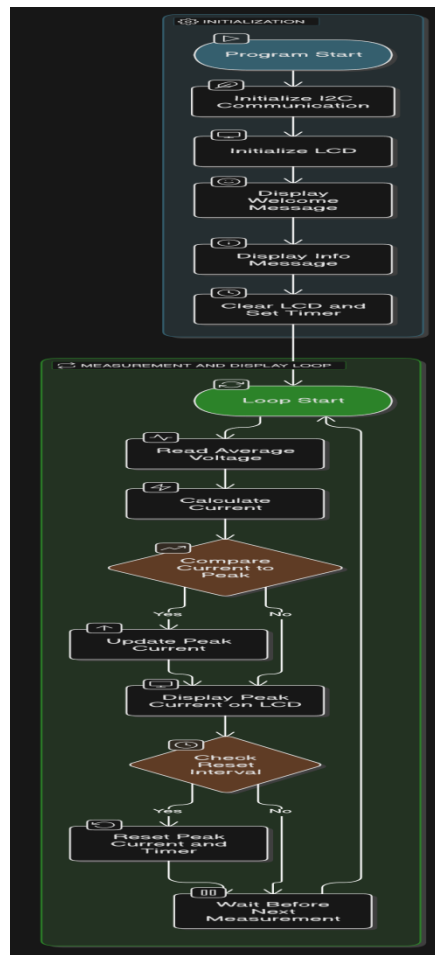 INITIALIZATION
Program Start
Initialize I2C
Communication
Initialize LCD
Display
Welcome
Message
Display Info
Message
Clear LCD and
Set Timer
MEASUREMENT AND DISPLAY LOOP
Loop Start
Read Average
Voltage
Calculate
Current
Compare
Current to
Peak
Yes
No
Update Peak
Current
Display Peak
Current on LCD
Check
Reset
Interval
Yes
No
Reset Peak
Current and
Timer
Wait Before
Next
Measurement